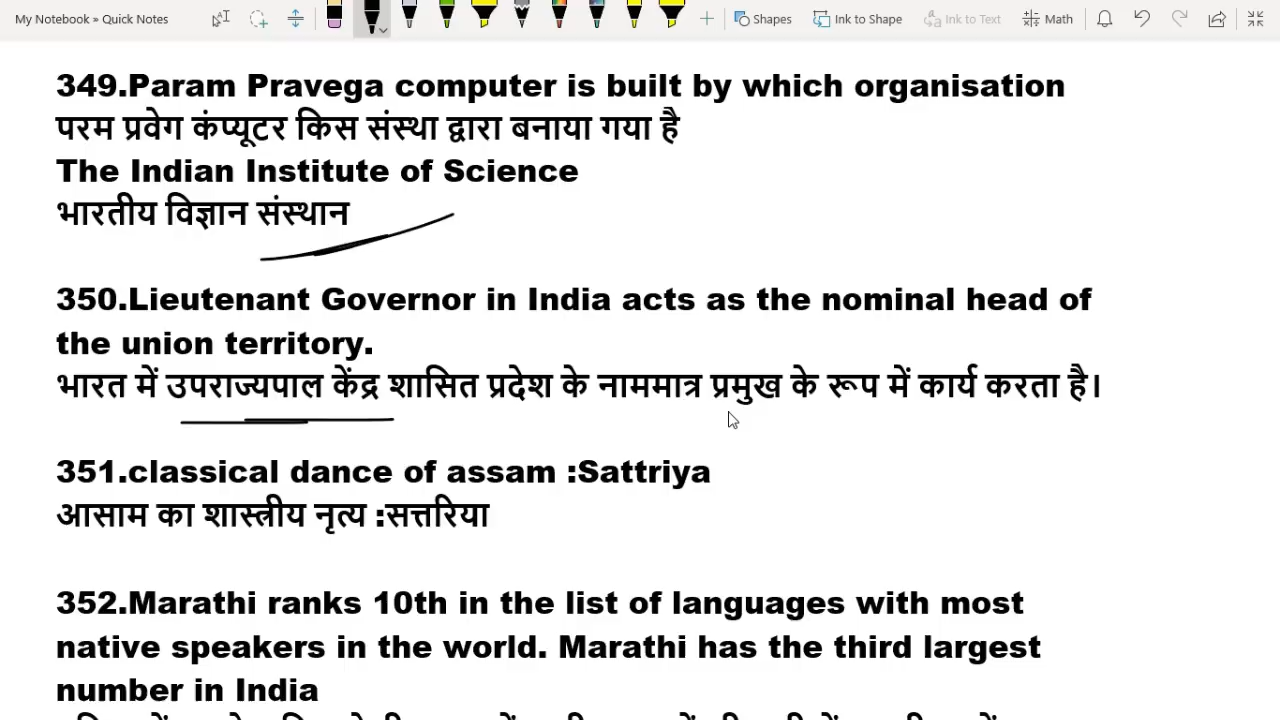 My Notebook » Quick Notes
Shapes
Ink to Shape
Ink to Text
Math
349.Param Pravega computer is built by which organisation
परम प्रवेग कंप्यूटर किस संस्था द्वारा बनाया गया है
The Indian Institute of Science
भारतीय विज्ञान संस्थान
350.Lieutenant Governor in India acts as the nominal head of
the union territory.
भारत में उपराज्यपाल केंद्र शासित प्रदेश के नाममात्र प्रमुख के रूप में कार्य करता है।
351.classical dance of assam :Sattriya
आसाम का शास्त्रीय नृत्य :सत्तरिया
352.Marathi ranks 10th in the list of languages with most
native speakers in the world. Marathi has the third largest
number in India